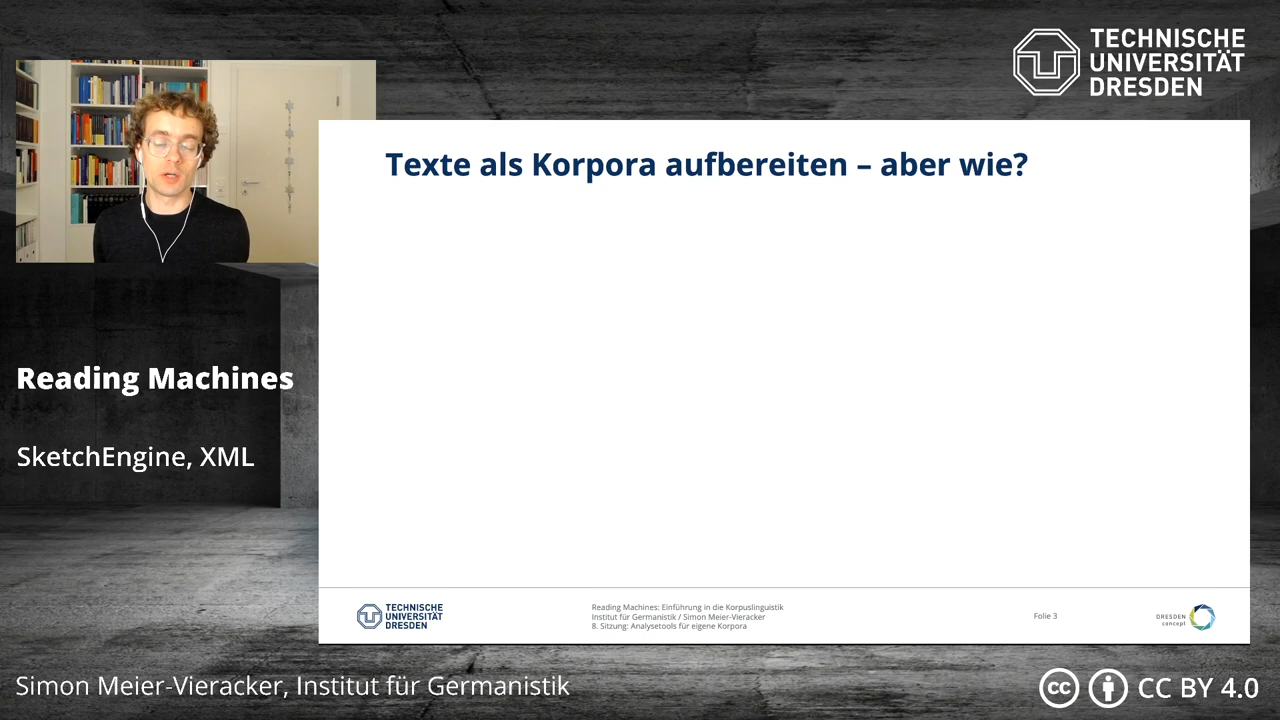 TECHNISCHE
UNIVERSITÄT
DRESDEN
Texte als Korpora aufbereiten – aber wie?
Reading Machines
SketchEngine, XML
TECHNISCHE
UNIVERSITÄT
DRESDEN
Reading Machines: Einführung in die Korpuslinguistik
Institut für Germanistik / Simon Meier-Vieracker
8. Sitzung: Analysetools für eigene Korpora
Folie 3
DRESDEN
concept
Simon Meier-Vieracker, Institut für Germanistik
cc CC BY 4.0